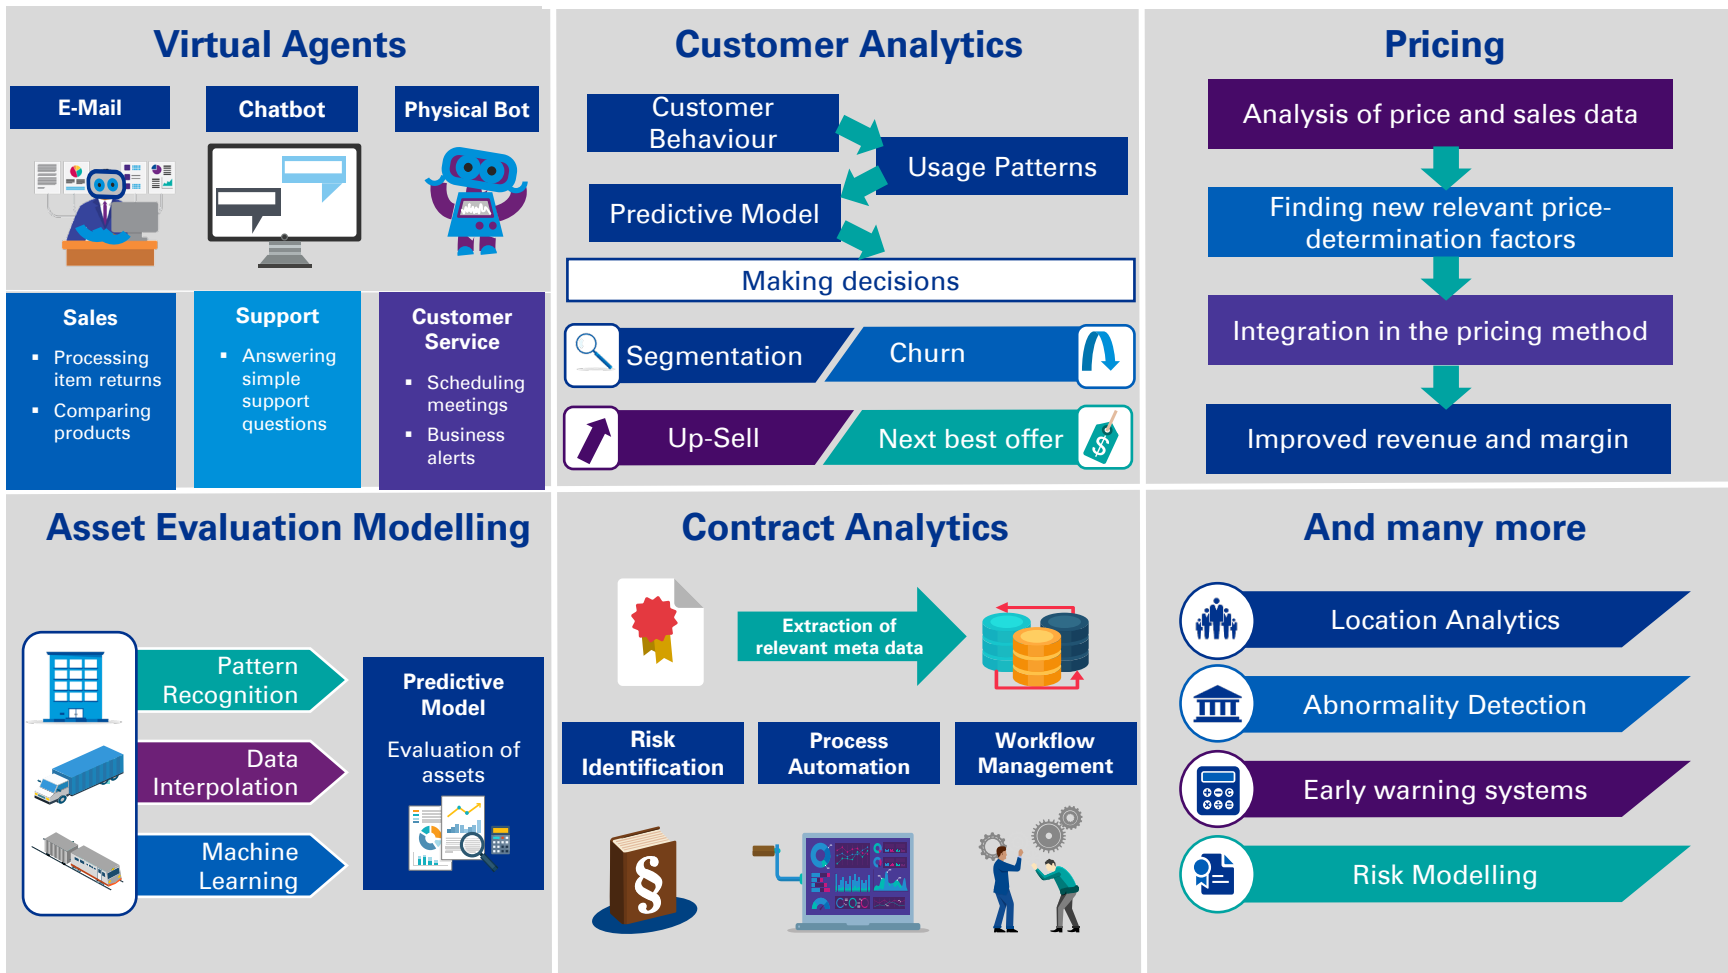 Virtual Agents
E-Mail
Chatbot
Physical Bot
Sales
▪ Processing
item returns
▪ Comparing
products
Support
▪ Answering
simple
support
questions
Customer
Service
▪ Scheduling
meetings
▪ Business
alerts
Customer Analytics
Customer
Behaviour
Usage Patterns
Predictive Model
Making decisions
Segmentation
Churn
Up-Sell
Next best offer
$
Pricing
Analysis of price and sales data
Finding new relevant price-
determination factors
Integration in the pricing method
Improved revenue and margin
Asset Evaluation Modelling
Pattern
Recognition
Data
Interpolation
Machine
Learning
Predictive
Model
Evaluation of
assets
Contract Analytics
Extraction of
relevant meta data
Risk
Identification
Process
Automation
Workflow
Management
§
And many more
Location Analytics
Abnormality Detection
Early warning systems
Risk Modelling